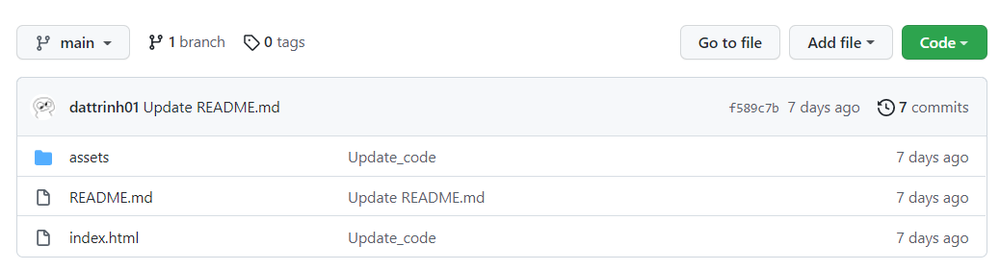 main 1 branch 0 tags Go to file Add file Code
dattrinh01 Update README.md f589c7b 7 days ago 7 commits
assets Update_code 7 days ago
README.md Update README.md 7 days ago
index.html Update_code 7 days ago